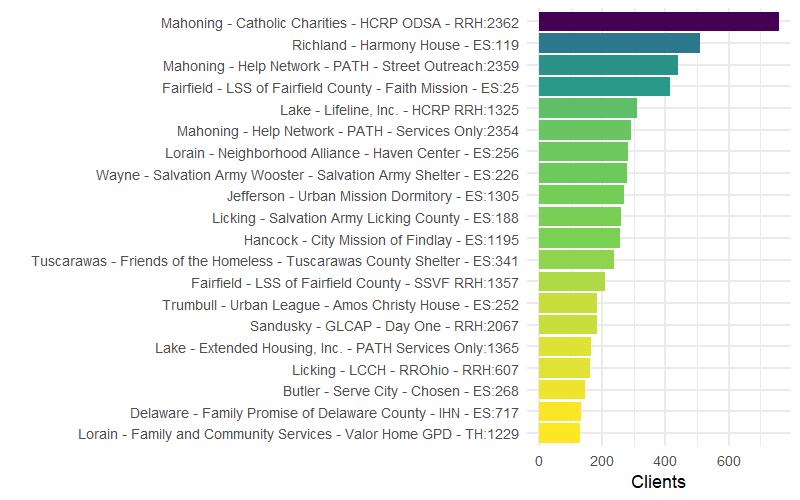 Mahoning - Catholic Charities - HCRP ODSA - RRH:2362
Richland - Harmony House - ES:119
Mahoning - Help Network - PATH - Street Outreach:2359
Fairfield - LSS of Fairfield County - Faith Mission - ES:25
Lake - Lifeline, Inc. - HCRP RRH:1325
Mahoning - Help Network - PATH - Services Only:2354
Lorain - Neighborhood Alliance - Haven Center - ES:256
Wayne - Salvation Army Wooster - Salvation Army Shelter - ES:226
Jefferson - Urban Mission Dormitory - ES:1305
Licking - Salvation Army Licking County - ES:188
Hancock - City Mission of Findlay - ES:1195
Tuscarawas - Friends of the Homeless - Tuscarawas County Shelter - ES:341
Fairfield - LSS of Fairfield County - SSVF RRH:1357
Trumbull - Urban League - Amos Christy House - ES:252
Sandusky - GLCAP - Day One - RRH:2067
Lake - Extended Housing, Inc. - PATH Services Only:1365
Licking - LCCH - RROhio - RRH:607
Butler - Serve City - Chosen - ES:268
Delaware - Family Promise of Delaware County - IHN - ES:717
Lorain - Family and Community Services - Valor Home GPD - TH:1229
0 200 400 600
Clients